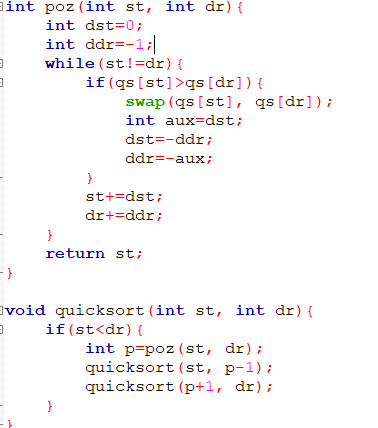 int poz(int st, int dr){
    int dst=0;
    int ddr=-1;
    while(st!=dr){
        if(qs[st]>qs[dr]){
            swap(qs[st], qs[dr]);
            int aux=dst;
            dst=-ddr;
            ddr=-aux;
        }
        st+=dst;
        dr+=ddr;
    }
    return st;
}

void quicksort(int st, int dr){
    if(st<dr){
        int p=poz(st, dr);
        quicksort(st, p-1);
        quicksort(p+1, dr);
    }
}